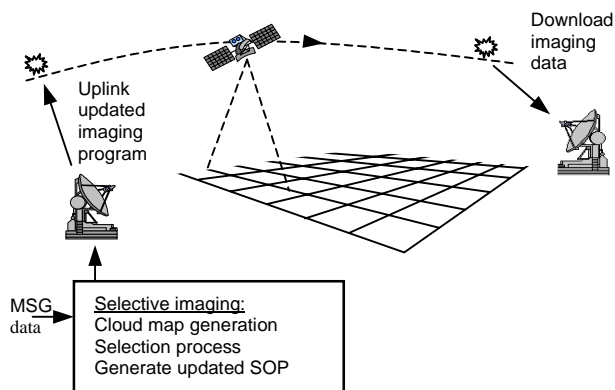 Download
imaging
data
Uplink
updated
imaging
program
MSG
data
Selective imaging:
Cloud map generation
Selection process
Generate updated SOP